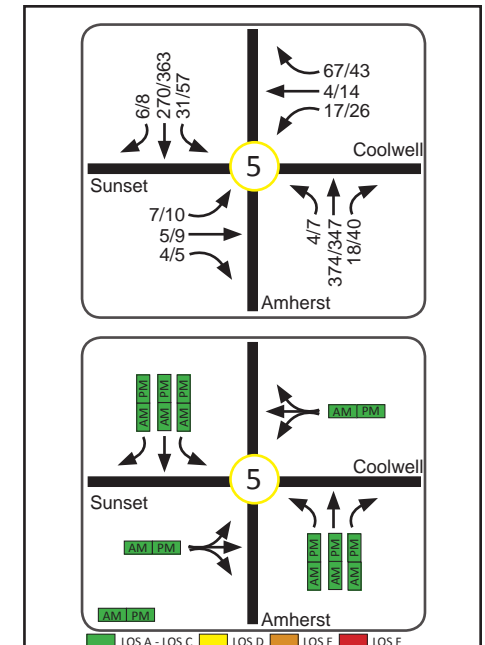 6/8
270/363
31/57
67/43
4/14
17/26
Coolwell
5
Sunset
7/10
5/9
4/5
4/7
374/347
18/40
Amherst
AM PM
AM PM
AM PM
AM PM
Coolwell
5
Sunset
AM PM
AM PM
AM PM
AM PM
AM PM
Amherst
LOS A - LOS C LOS D LOS E LOS F